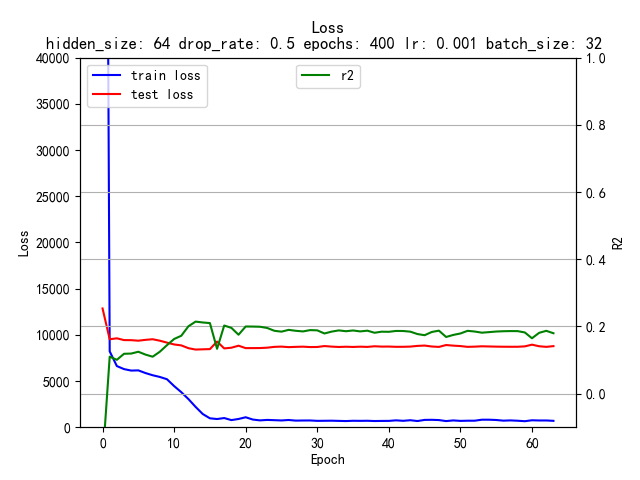 Loss
hidden_size: 64 drop_rate: 0.5 epochs: 400 lr: 0.001 batch_size: 32
train loss
test loss
r2
40000
35000
30000
25000
20000
15000
10000
5000
0
Loss
1.0
0.8
0.6
0.4
0.2
0.0
R2
0 10 20 30 40 50 60
Epoch